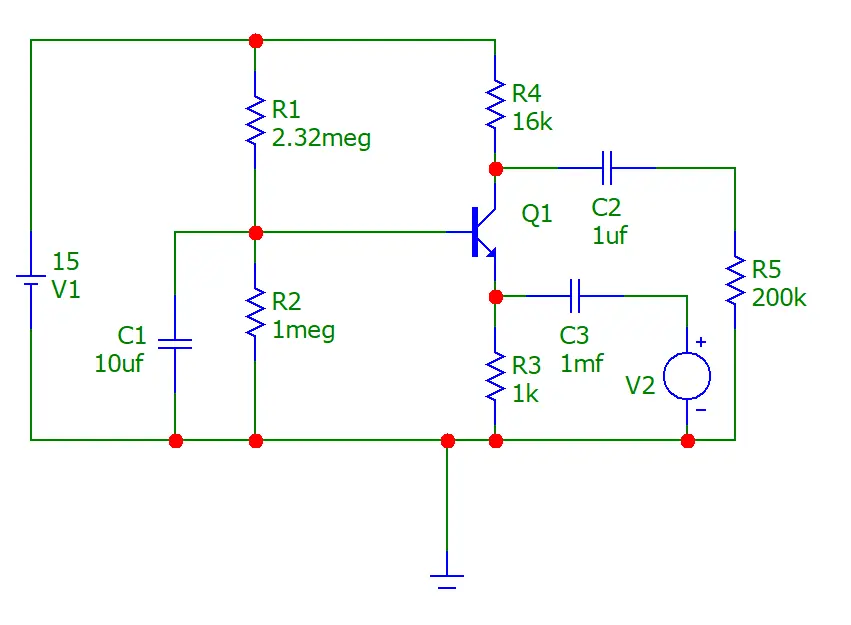 R1
2.32meg
R4
16k
Q1
C2
1uf
15
V1
R2
1meg
C1
10uf
R5
200k
C3
1mf
R3
1k
V2
+
−